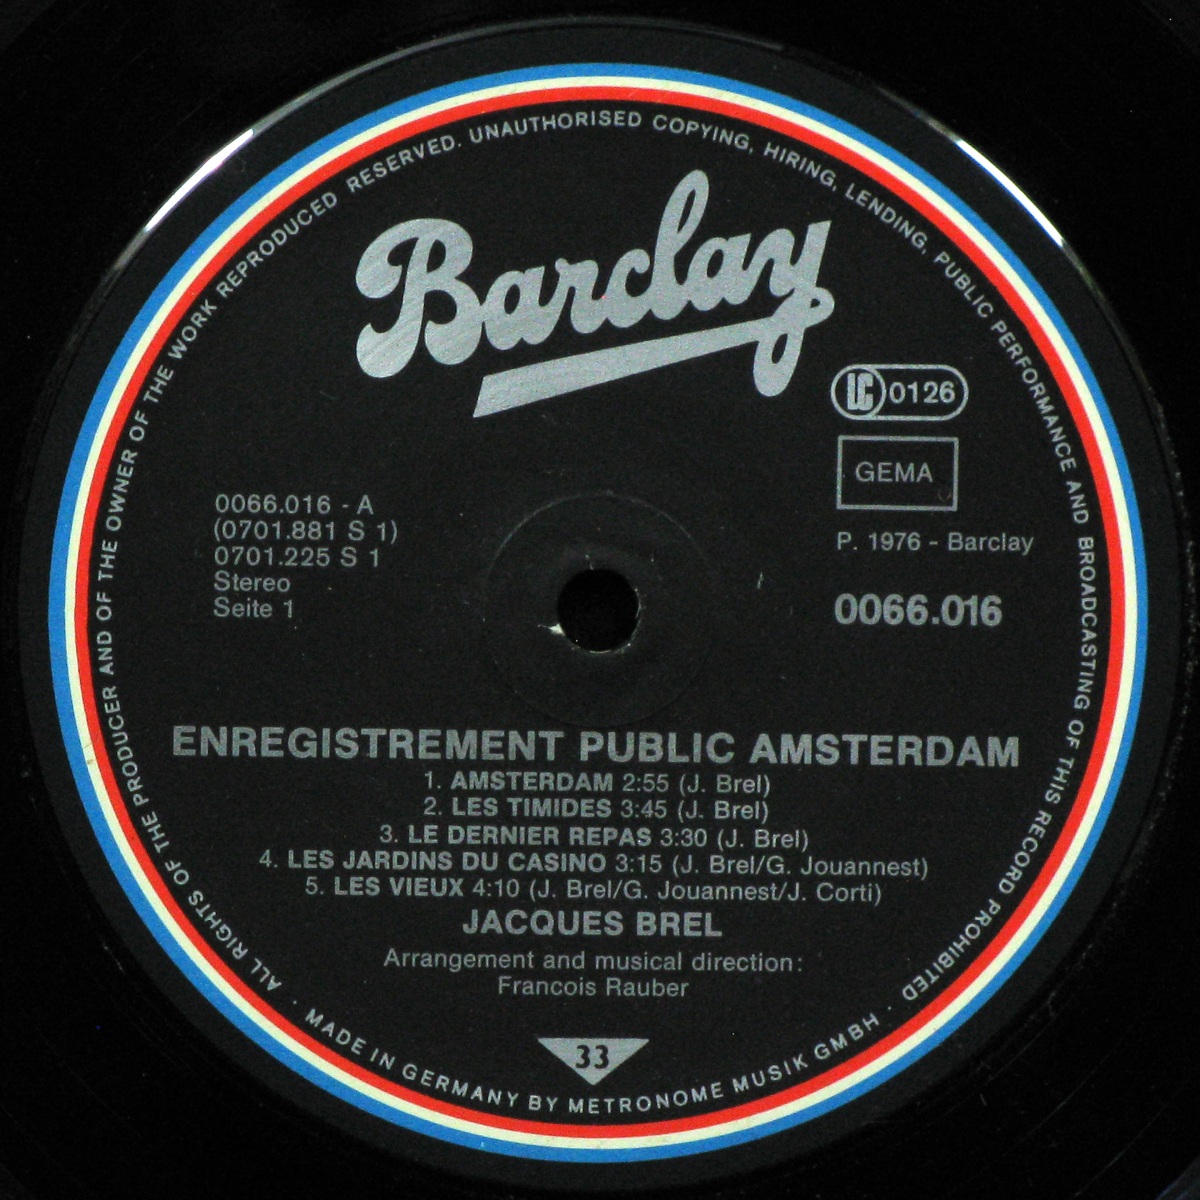 ALL RIGHTS OF THE PRODUCER AND OF THE OWNER OF THE WORK REPRODUCED RESERVED. UNAUTHORISED COPYING, HIRING, LENDING, PUBLIC PERFORMANCE AND BROADCASTING OF THIS RECORD PROHIBITED
Barclay
LC 0126
GEMA
0066.016 - A
(0701.881 S 1)
0701.225 S 1
Stereo
Seite 1
P. 1976 - Barclay
0066.016
ENREGISTREMENT PUBLIC AMSTERDAM
1. AMSTERDAM 2:55 (J. Brel)
2. LES TIMIDES 3:45 (J. Brel)
3. LE DERNIER REPAS 3:30 (J. Brel)
4. LES JARDINS DU CASINO 3:15 (J. Brel/G. Jouannest)
5. LES VIEUX 4:10 (J. Brel/G. Jouannest/J. Corti)
JACQUES BREL
Arrangement and musical direction:
Francois Rauber
33
· MADE IN GERMANY BY METRONOME MUSIK GMBH ·